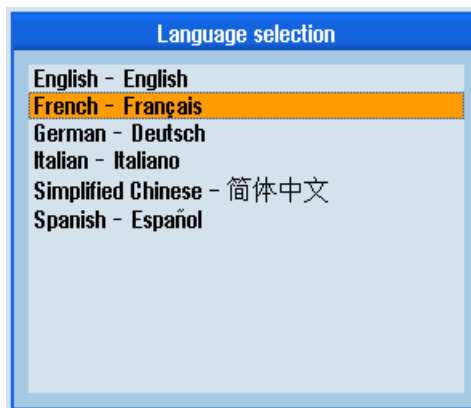 Language selection
English - English
French - Français
German - Deutsch
Italian - Italiano
Simplified Chinese - 简体中文
Spanish - Español